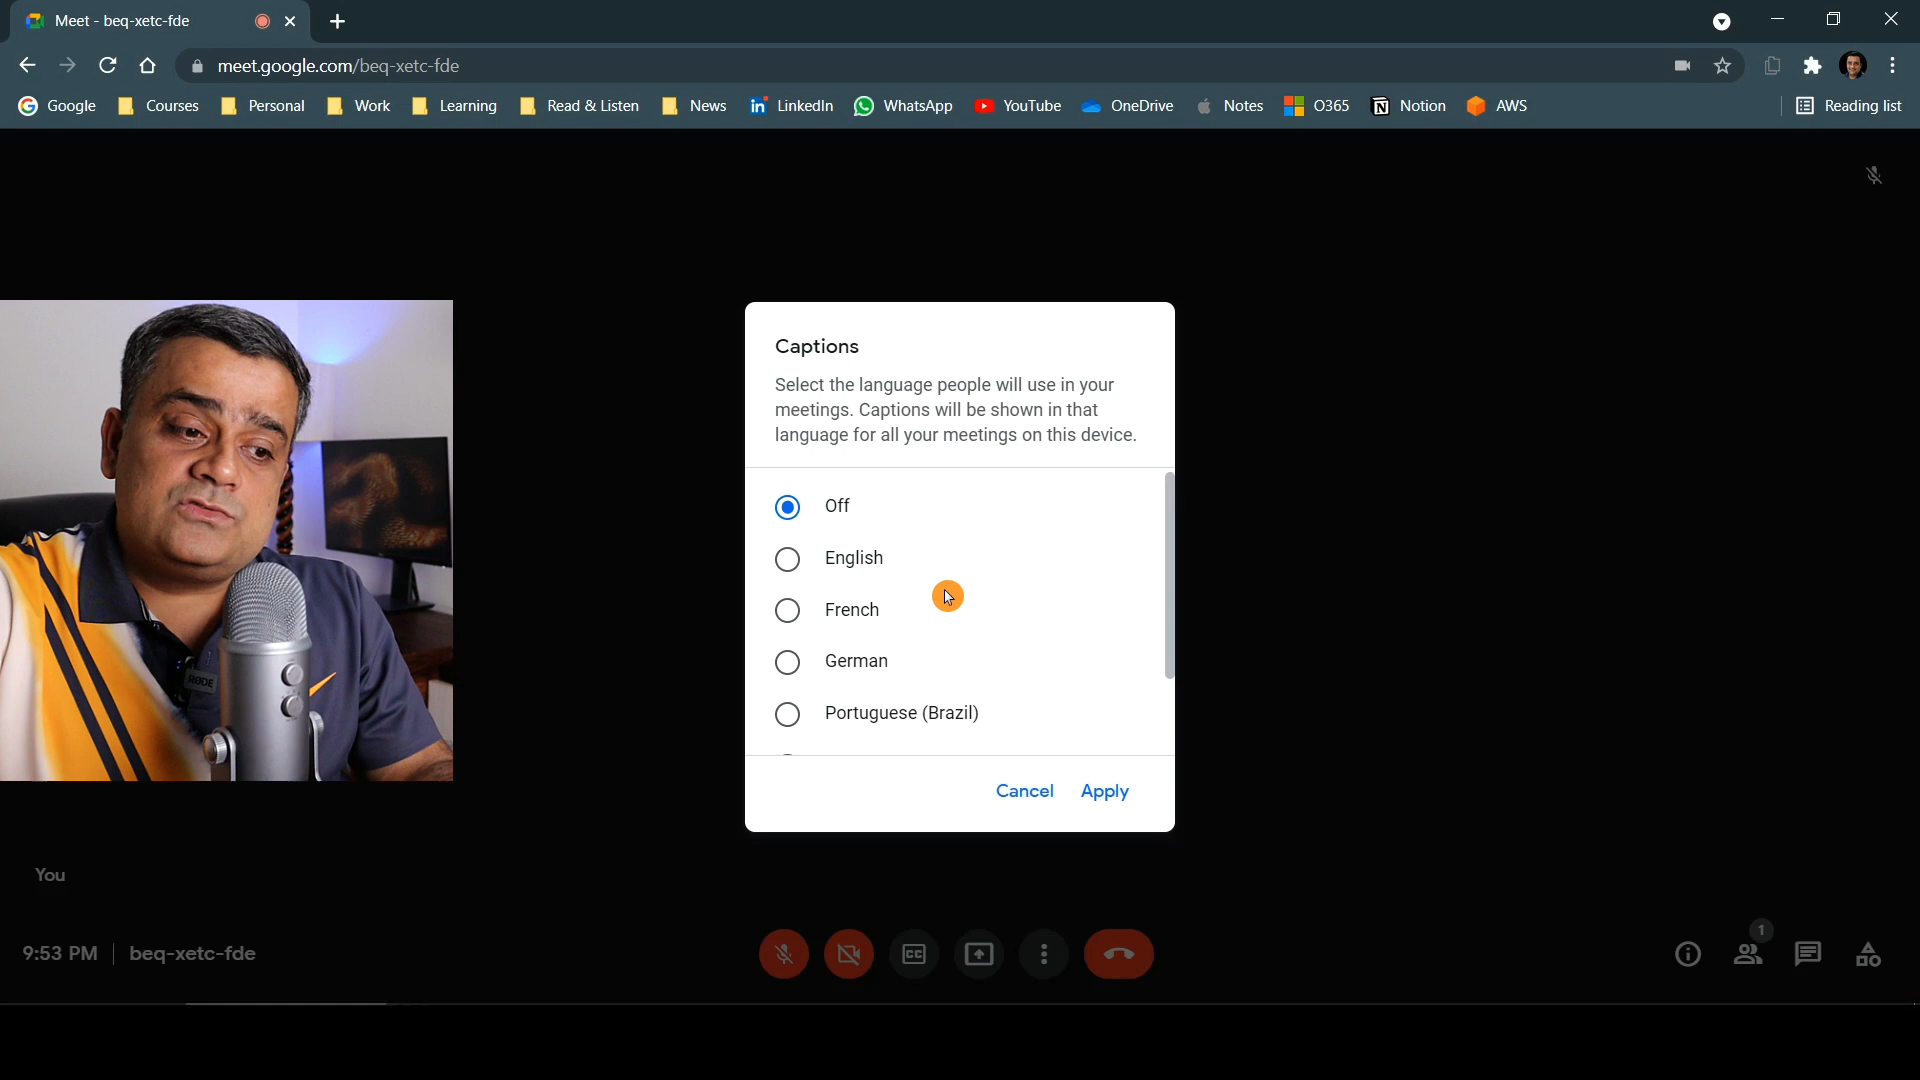 Meet - beq-xetc-fde
meet.google.com/beq-xetc-fde
Google Courses Personal Work Learning Read & Listen News LinkedIn WhatsApp YouTube OneDrive Notes O365 Notion AWS Reading list
Captions
Select the language people will use in your
meetings. Captions will be shown in that
language for all your meetings on this device.
Off
English
French
German
Portuguese (Brazil)
Cancel Apply
RØDE
You
9:53 PM beq-xetc-fde
CC
1